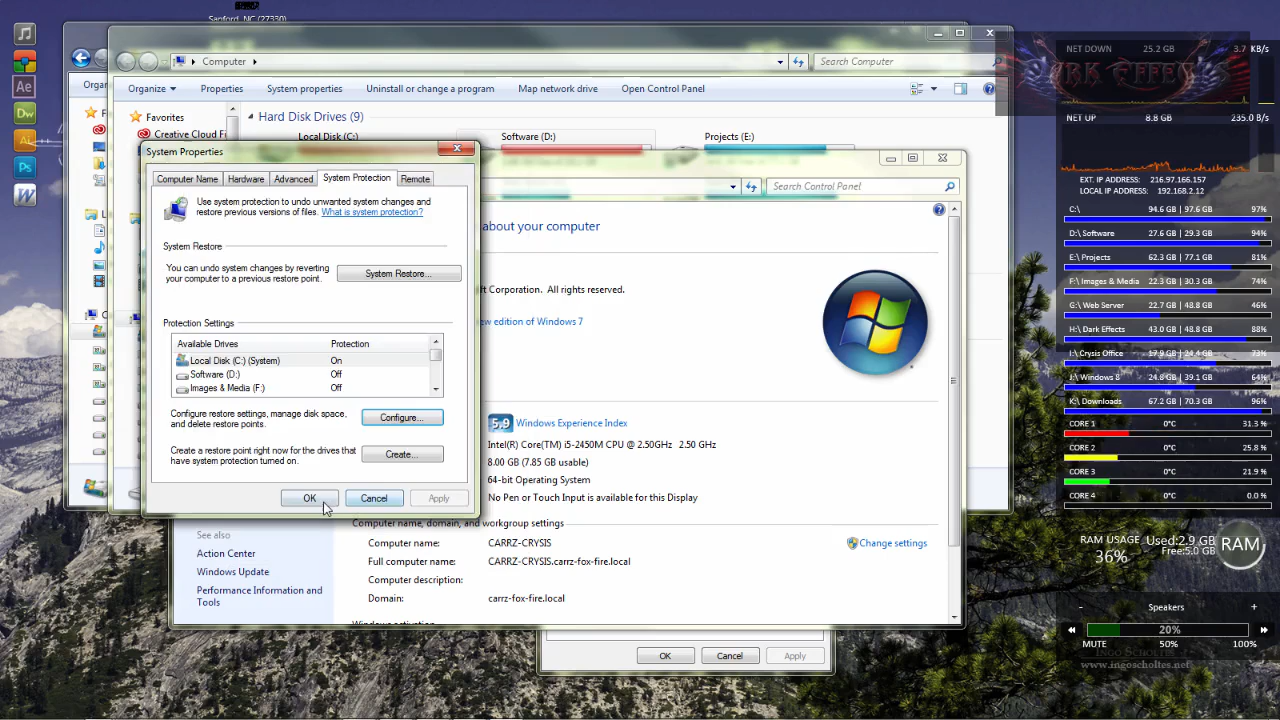 Sanford, NC (27330)
Computer
Search Computer
Organize
Properties
System properties
Uninstall or change a program
Map network drive
Open Control Panel
Favorites
Creative Cloud Fi
Hard Disk Drives (9)
Local Disk (C:)
Software (D:)
Projects (E:)
System Properties
Computer Name
Hardware
Advanced
System Protection
Remote
Use system protection to undo unwanted system changes and
restore previous versions of files. What is system protection?
System Restore
You can undo system changes by reverting
your computer to a previous restore point.
System Restore...
Protection Settings
Available Drives Protection
Local Disk (C:) (System) On
Software (D:) Off
Images & Media (F:) Off
Configure restore settings, manage disk space,
and delete restore points.
Configure...
Create a restore point right now for the drives that
have system protection turned on.
Create...
OK
Cancel
Apply
Search Control Panel
about your computer
ft Corporation. All rights reserved.
ew edition of Windows 7
5,9 Windows Experience Index
Intel(R) Core(TM) i5-2450M CPU @ 2.50GHz 2.50 GHz
8.00 GB (7.85 GB usable)
64-bit Operating System
No Pen or Touch Input is available for this Display
Computer name, domain, and workgroup settings
Computer name: CARRZ-CRYSIS
Change settings
Full computer name: CARRZ-CRYSIS.carrz-fox-fire.local
Computer description:
Domain: carrz-fox-fire.local
See also
Action Center
Windows Update
Performance Information and
Tools
OK
Cancel
Apply
DARK EFFECTS
NET DOWN 25.2 GB 3.7 KB/s
NET UP 8.8 GB 235.0 B/s
EXT. IP ADDRESS: 216.97.166.157
LOCAL IP ADDRESS: 192.168.2.12
C:\ 94.6 GB | 97.6 GB 97%
D:\ Software 27.6 GB | 29.3 GB 94%
E:\ Projects 62.3 GB | 77.1 GB 81%
F:\ Images & Media 22.3 GB | 30.3 GB 74%
G:\ Web Server 22.7 GB | 48.8 GB 46%
H:\ Dark Effects 43.0 GB | 48.8 GB 88%
I:\ Crysis Office 17.9 GB | 24.4 GB 73%
J:\ Windows 8 24.8 GB | 39.1 GB 64%
K:\ Downloads 67.2 GB | 70.3 GB 96%
CORE 1 0°C 31.3 %
CORE 2 0°C 25.8 %
CORE 3 0°C 21.9 %
CORE 4 0°C 0.0 %
RAM USAGE Used:2.9 GB
36% Free:5.0 GB
RAM
- Speakers +
20%
MUTE 50% 100%
INGO SCHOLTES
www.ingoscholtes.net
Ae
Dw
Ai
Ps
W